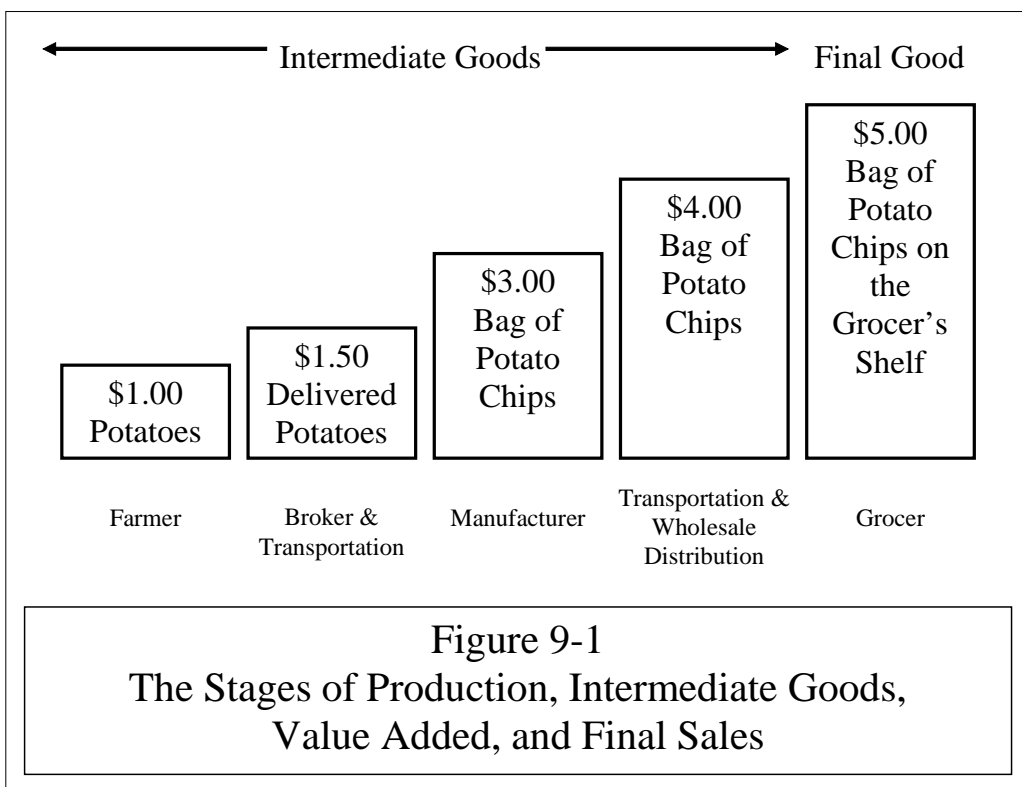 Intermediate Goods
Final Good
$1.00
Potatoes
$1.50
Delivered
Potatoes
$3.00
Bag of
Potato
Chips
$4.00
Bag of
Potato
Chips
$5.00
Bag of
Potato
Chips on
the
Grocer’s
Shelf
Farmer
Broker &
Transportation
Manufacturer
Transportation &
Wholesale
Distribution
Grocer
Figure 9-1
The Stages of Production, Intermediate Goods,
Value Added, and Final Sales